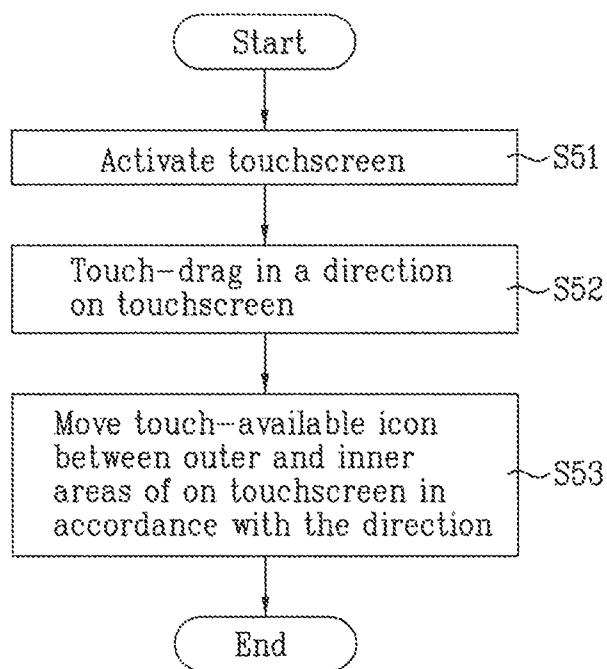 Start
Activate touchscreen
S51
Touch-drag in a direction
on touchscreen
S52
Move touch-available icon
between outer and inner
areas of on touchscreen in
accordance with the direction
S53
End